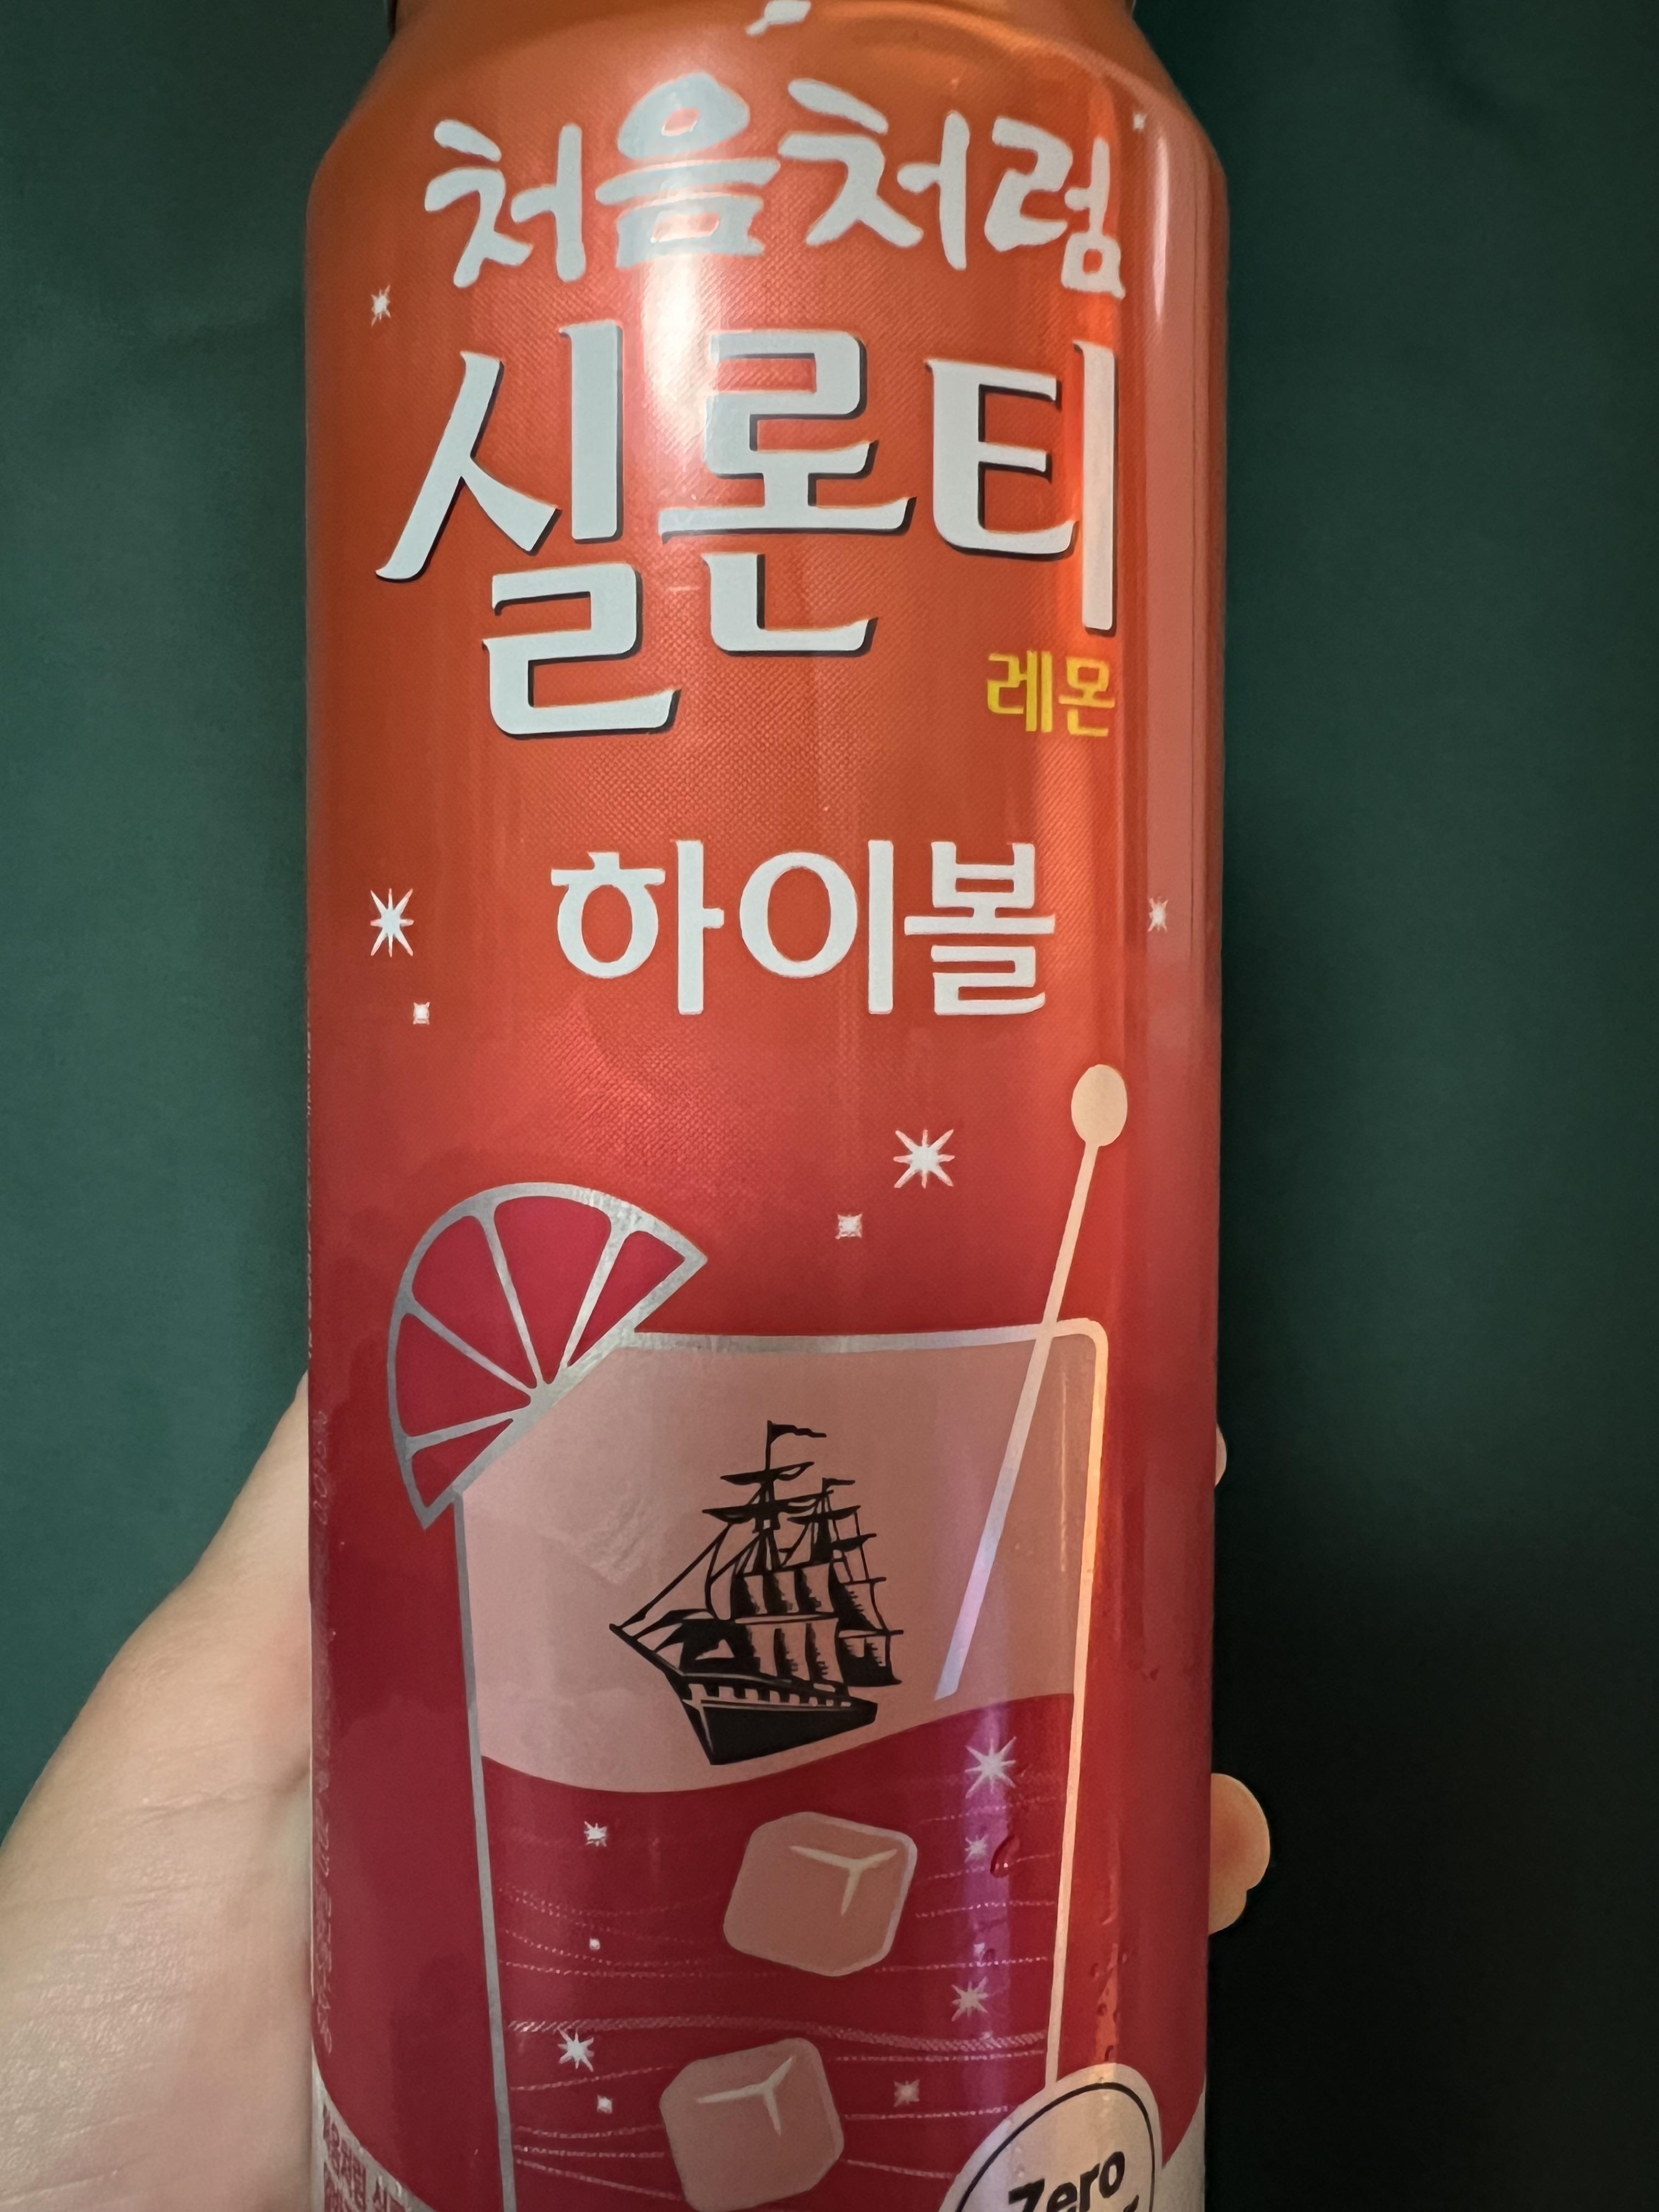 처음처럼
실론티
레몬
하이볼
Zero